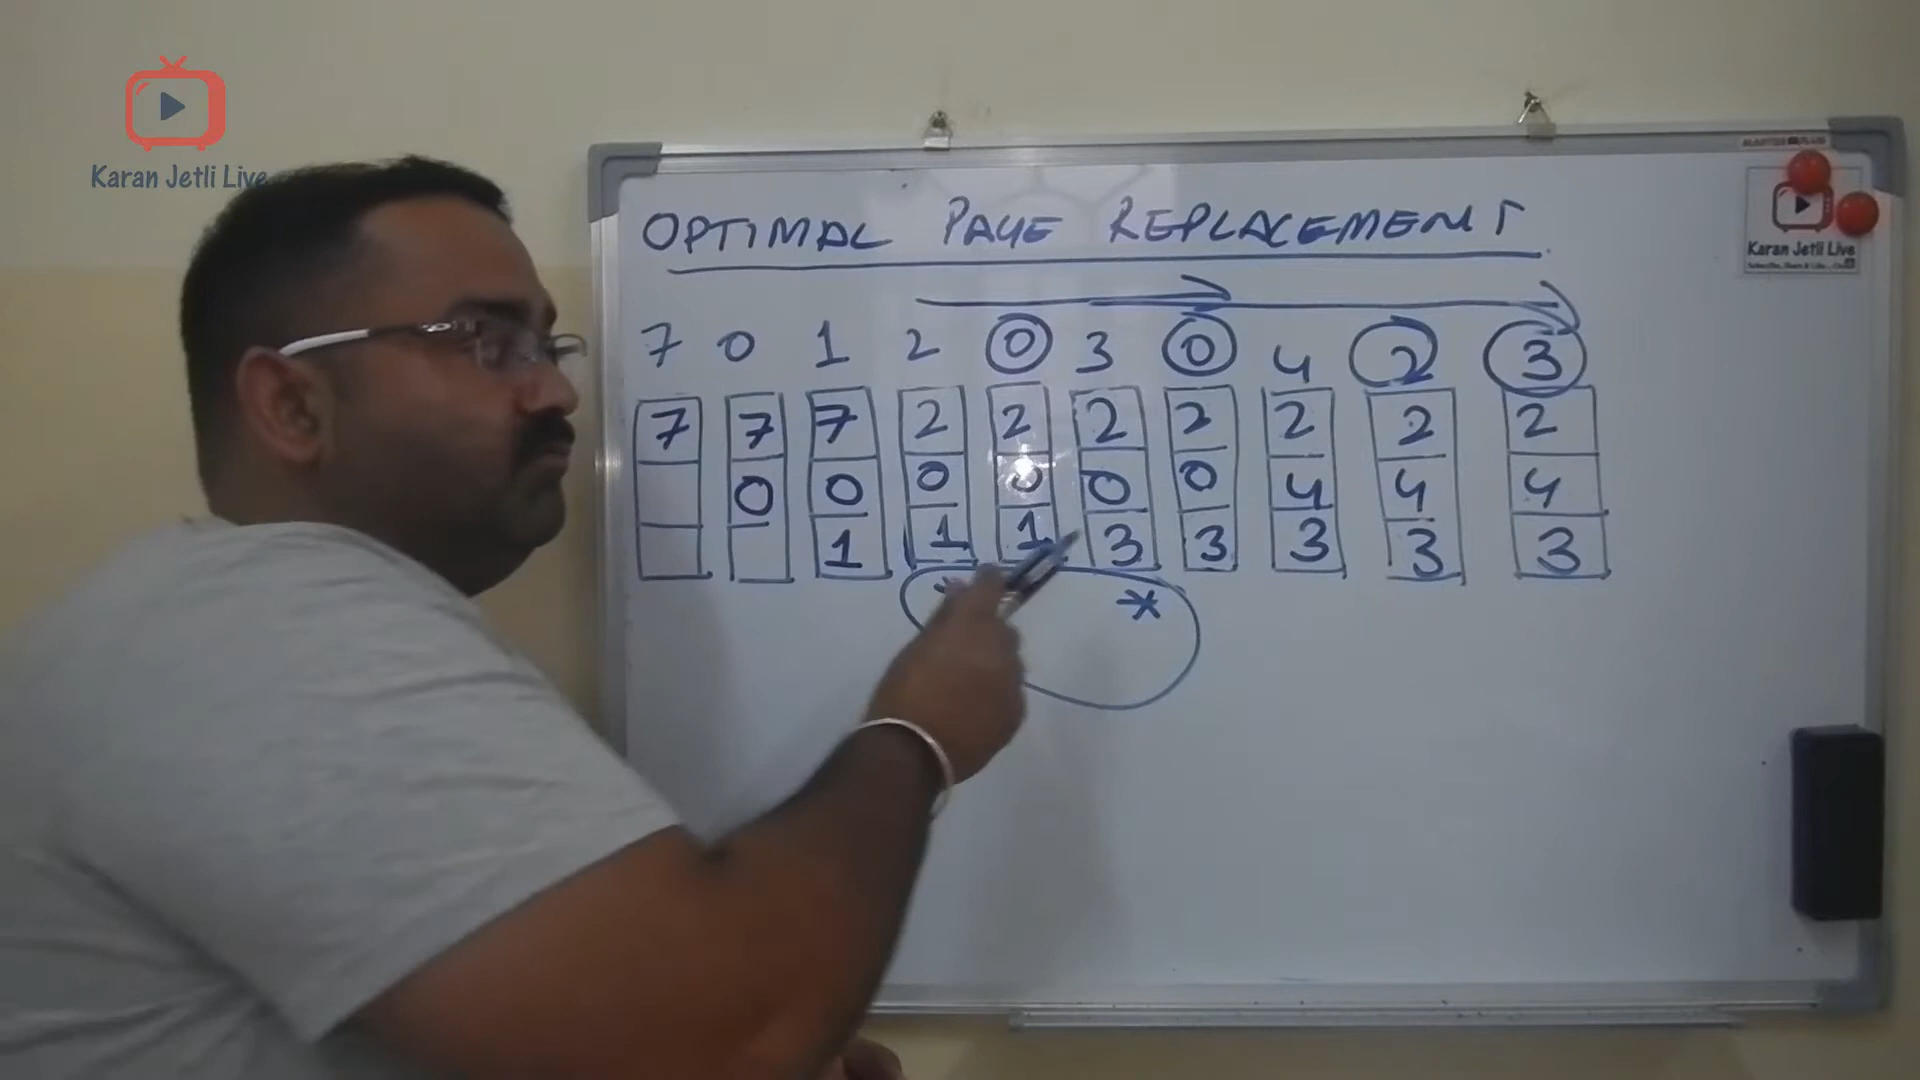 Karan Jetli Live
OPTIMAL PAGE REPLACEMENT
Karan Jetli Live
7 0 1 2 0 3 0 4 2 3
7 7 7 2 2 2 2 2 2 2
0 0 0 0 0 0 4 4 4
1 1 1 3 3 3 3 3
* *